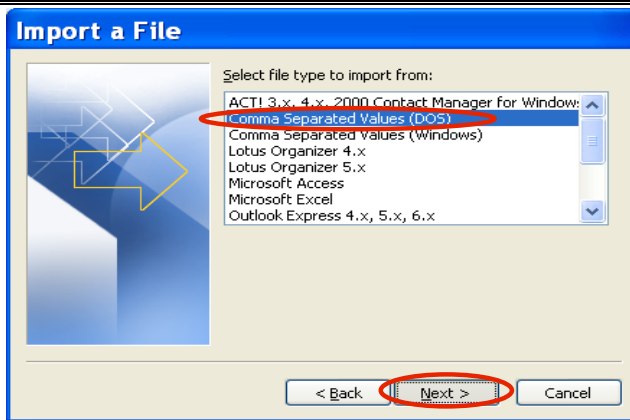 Import a File
Select file type to import from:
ACT! 3.x, 4.x, 2000 Contact Manager for Windows
Comma Separated Values (DOS)
Comma Separated Values (Windows)
Lotus Organizer 4.x
Lotus Organizer 5.x
Microsoft Access
Microsoft Excel
Outlook Express 4.x, 5.x, 6.x
< Back
Next >
Cancel